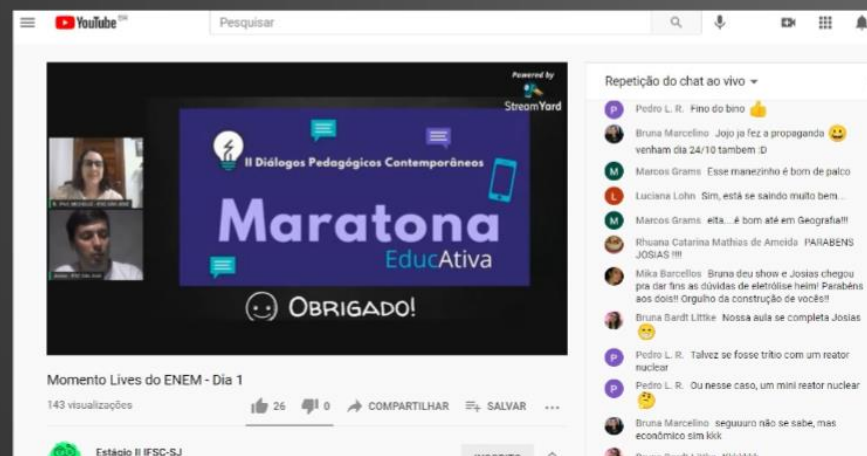 YouTube BR
Pesquisar
Powered by
StreamYard
II Diálogos Pedagógicos Contemporâneos
Maratona
EducAtiva
OBRIGADO!
Momento Lives do ENEM - Dia 1
143 visualizações
26
0
COMPARTILHAR
SALVAR
Estágio II IFSC-SJ
INSCRITO
Repetição do chat ao vivo
P
Pedro L. R. Fino do bino
Bruna Marcelino Jojo ja fez a propaganda
venham dia 24/10 tambem :D
M
Marcos Grams Esse manezinho é bom de palco
L
Luciana Lohn Sim, está se saindo muito bem...
M
Marcos Grams eita....é bom até em Geografia!!!
Rhuana Catarina Mathias de Almeida PARABENS
JOSIAS !!!!
Mika Barcellos Bruna deu show e Josias chegou
pra dar fins as dúvidas de eletrólise heim! Parabéns
aos dois!! Orgulho da construção de vocês!!
Bruna Bardt Littke Nossa aula se completa Josias
P
Pedro L. R. Talvez se fosse trítio com um reator
nuclear
P
Pedro L. R. Ou nesse caso, um mini reator nuclear
Bruna Marcelino seguuuro não se sabe, mas
econômico sim kkk